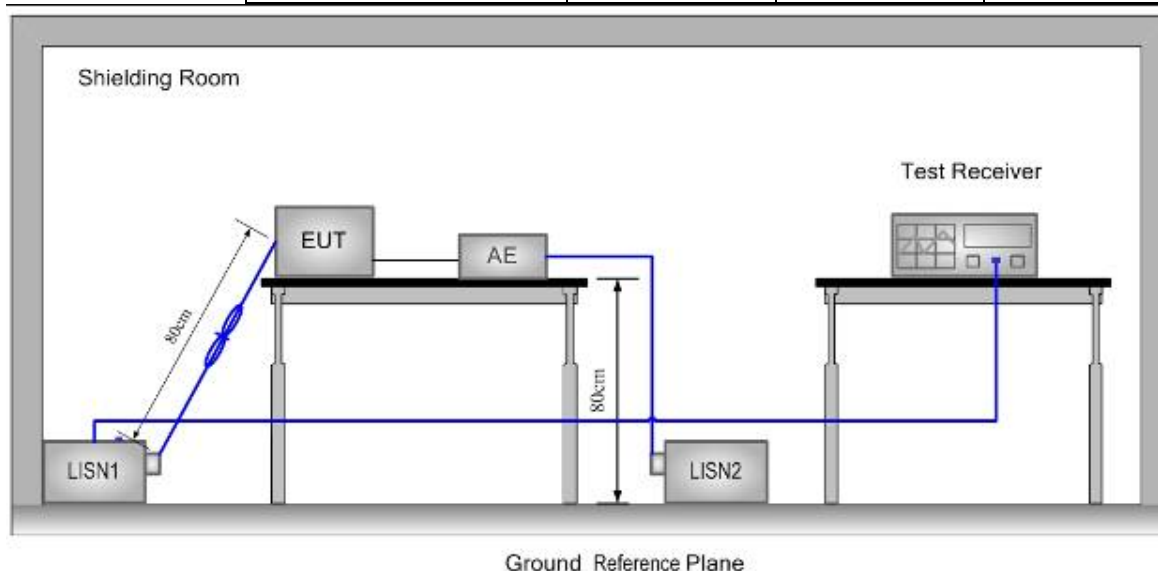 Shielding Room
Test Receiver
EUT
AE
80cm
80cm
LISN1
LISN2
Ground Reference Plane